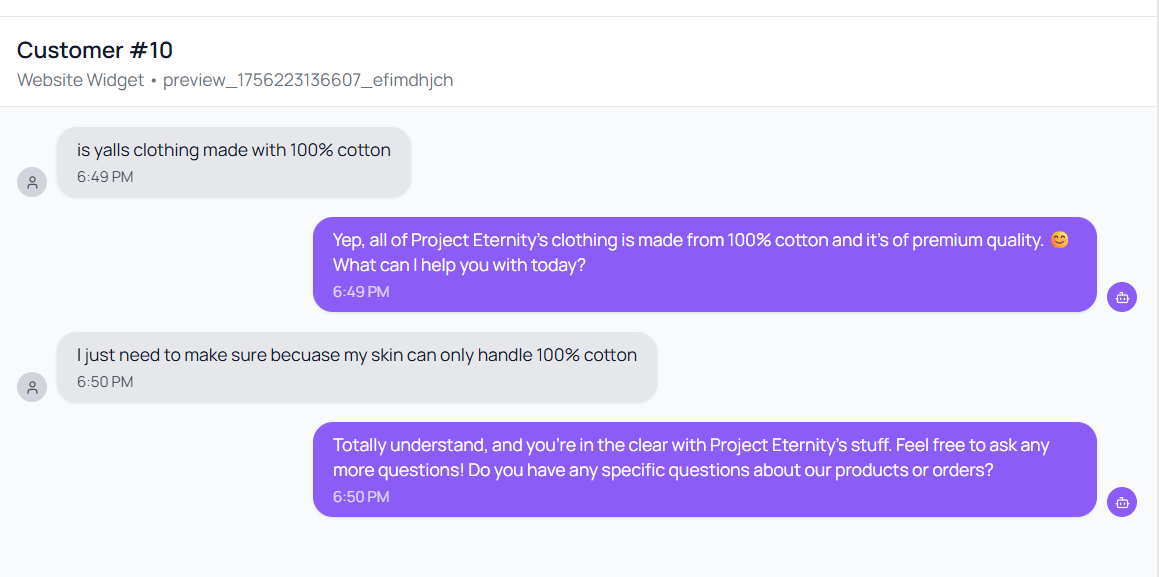 Customer #10
Website Widget • preview_1756223136607_efimdhjch
is yalls clothing made with 100% cotton
6:49 PM
Yep, all of Project Eternity's clothing is made from 100% cotton and it's of premium quality. 😊
What can I help you with today?
6:49 PM
I just need to make sure becuase my skin can only handle 100% cotton
6:50 PM
Totally understand, and you're in the clear with Project Eternity's stuff. Feel free to ask any
more questions! Do you have any specific questions about our products or orders?
6:50 PM